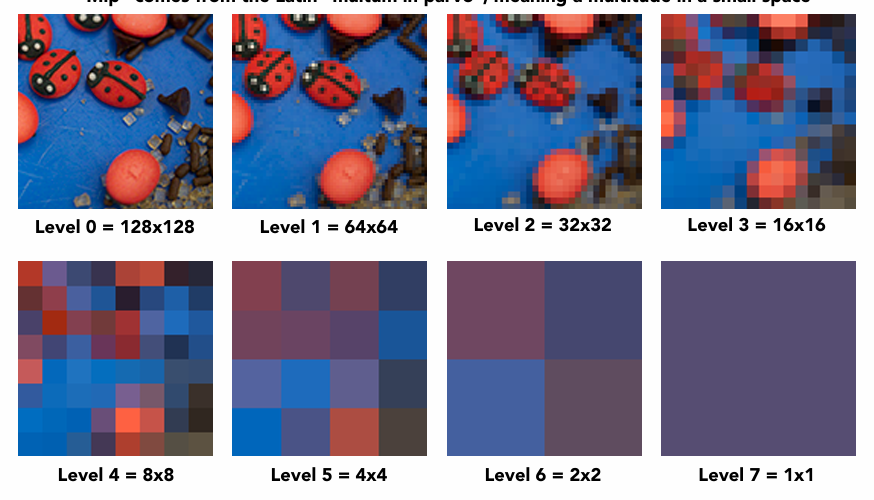 "Mip" comes from the Latin "multum in parvo", meaning a multitude in a small space
Level 0 = 128x128
Level 1 = 64x64
Level 2 = 32x32
Level 3 = 16x16
Level 4 = 8x8
Level 5 = 4x4
Level 6 = 2x2
Level 7 = 1x1